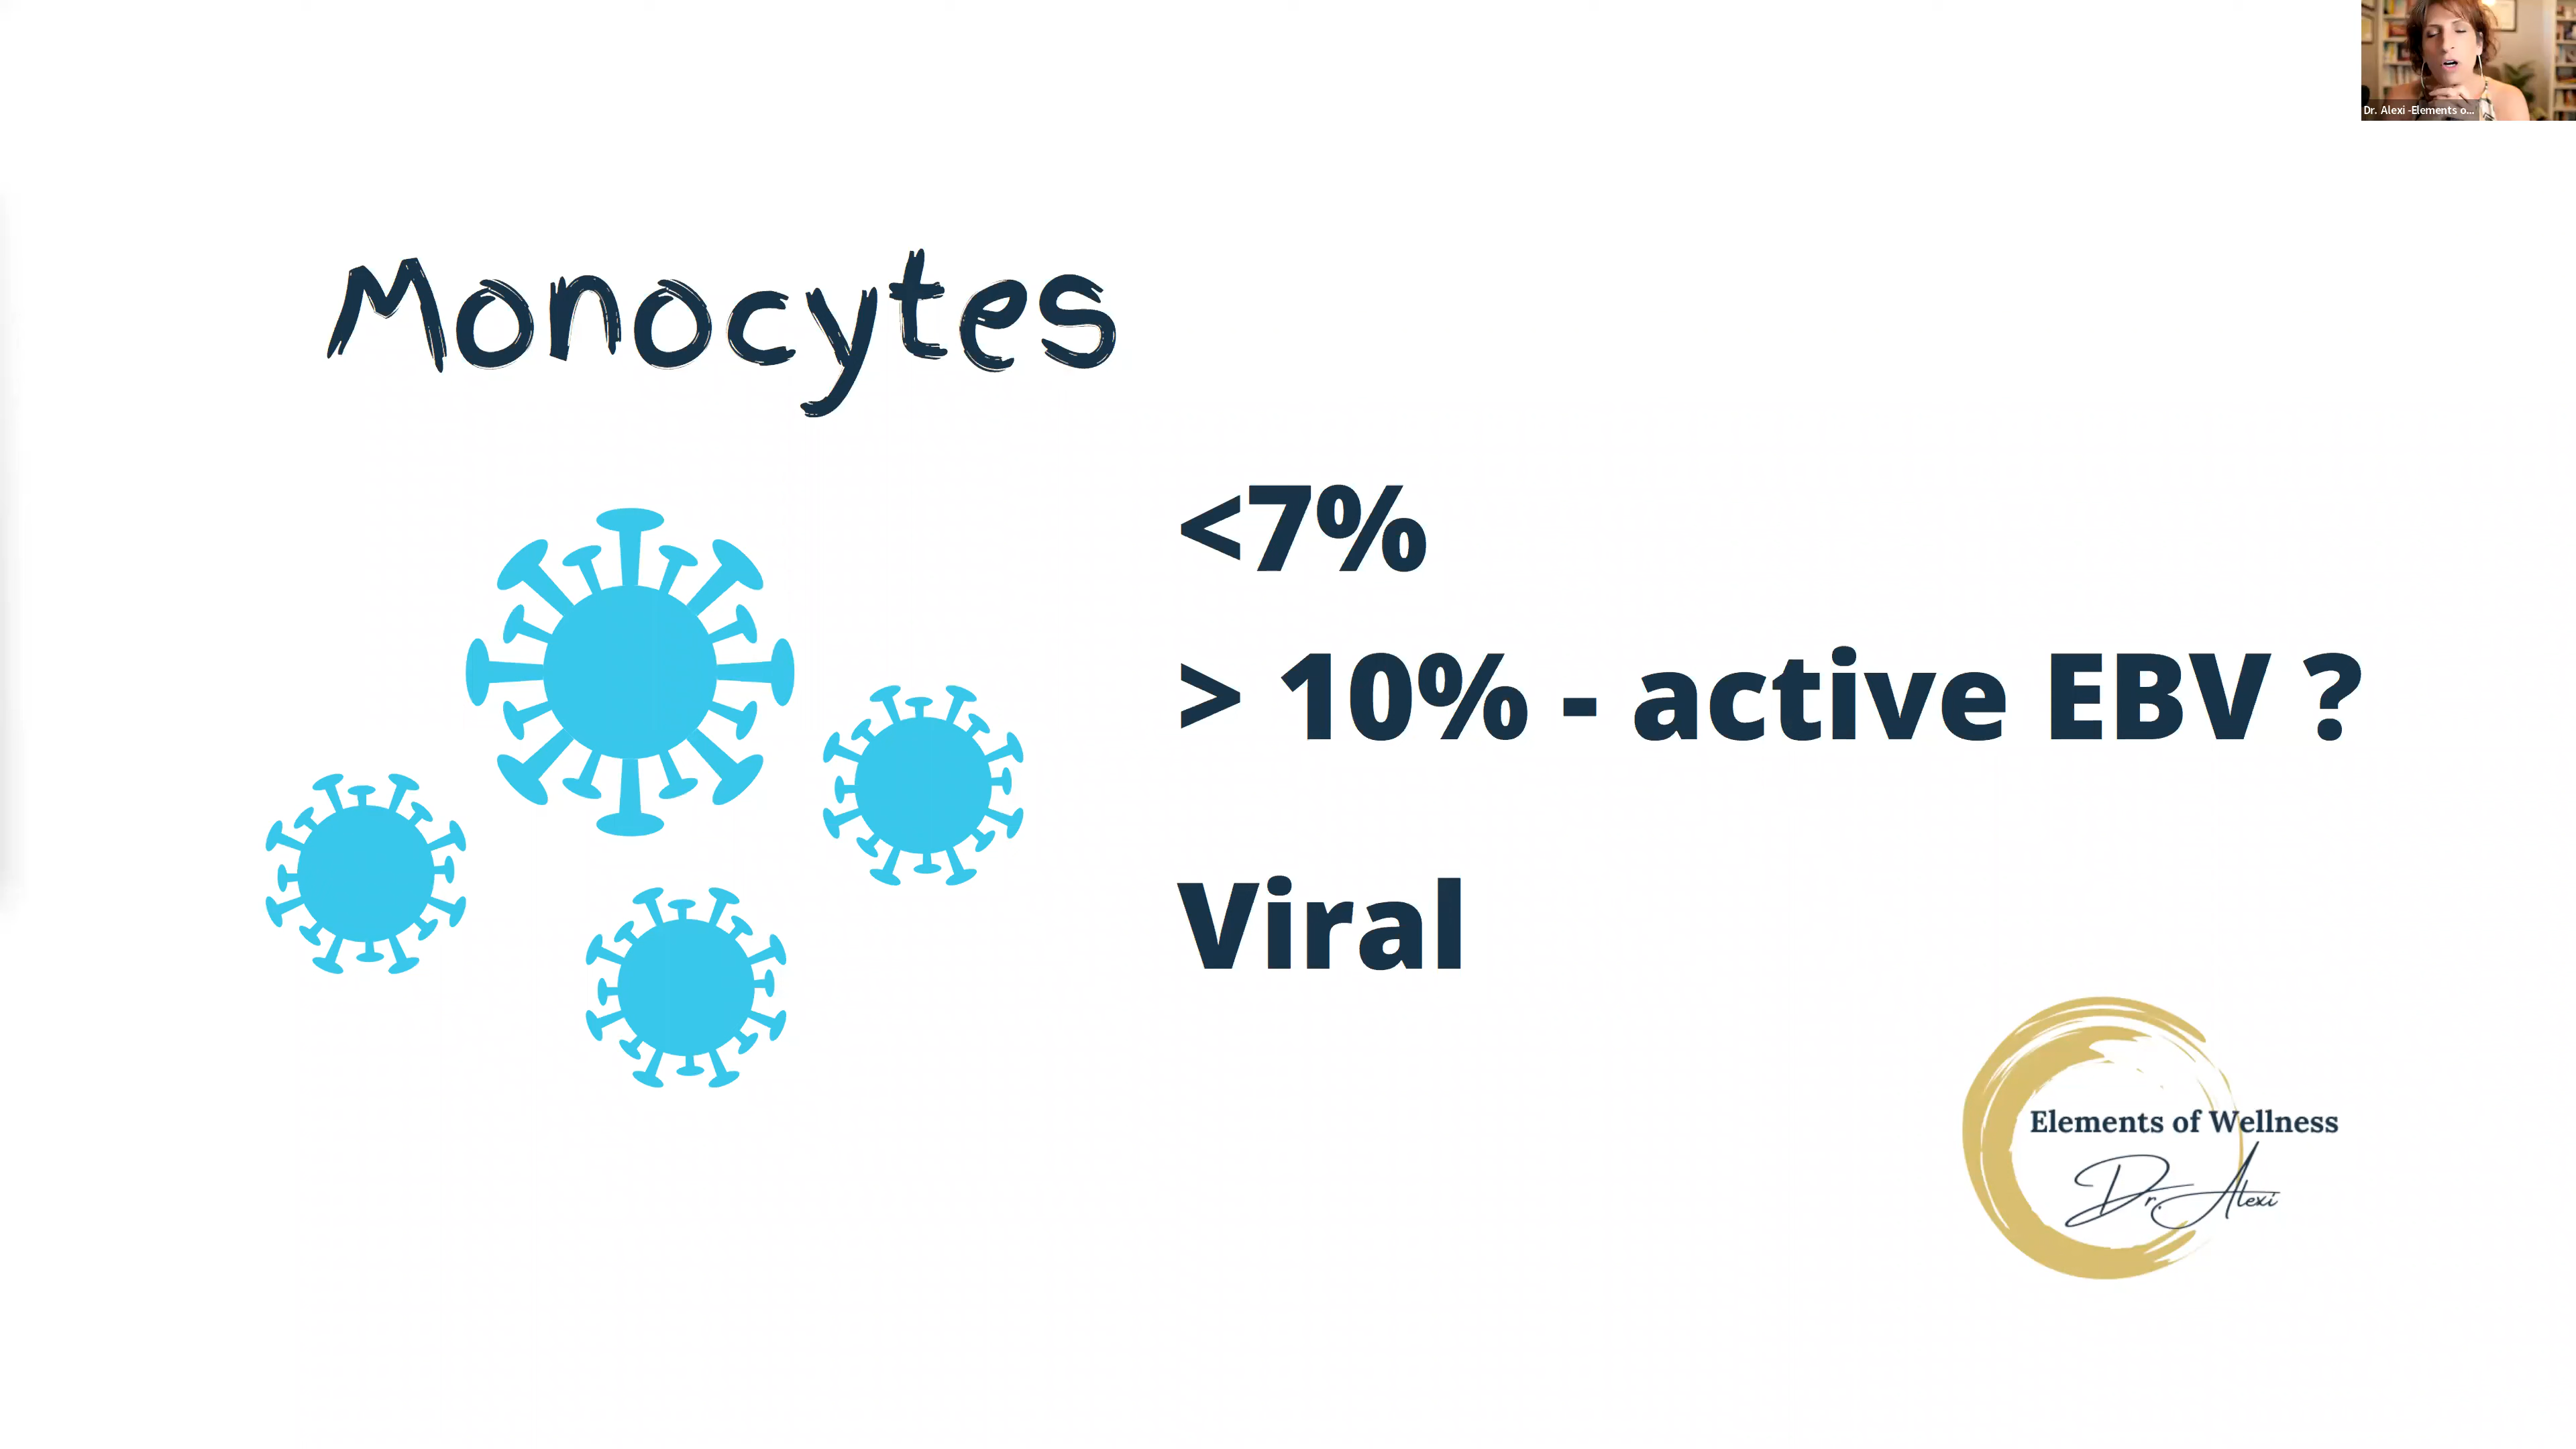 Dr. Alexi -Elements o...
Monocytes
<7%
> 10% - active EBV ?
Viral
Elements of Wellness
Dr. Alexi